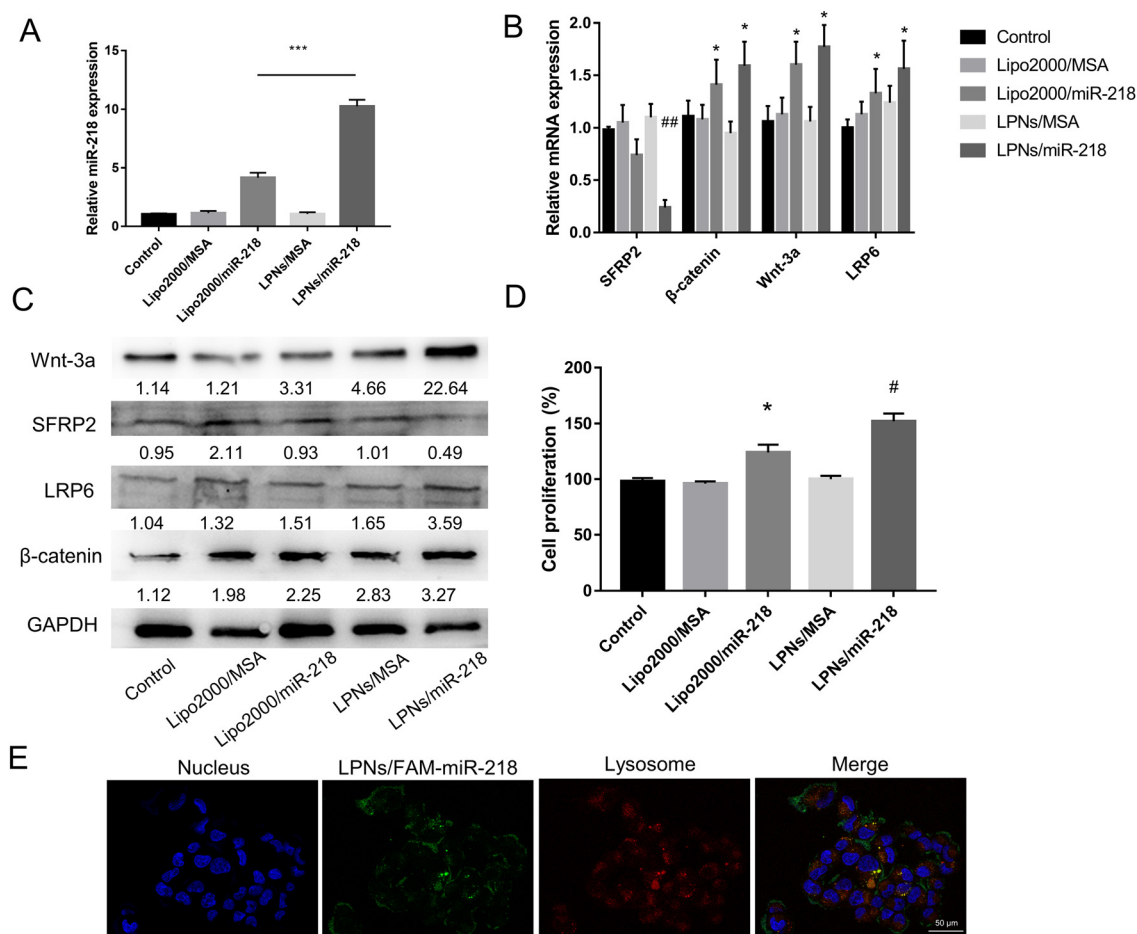 A
Relative miR-218 expression
15
10
5
0
***
Control
Lipo2000/MSA
Lipo2000/miR-218
LPNs/MSA
LPNs/miR-218
B
Relative mRNA expression
2.0
1.5
1.0
0.5
0.0
##
* * * * * *
SFRP2
β-catenin
Wnt-3a
LRP6
Control
Lipo2000/MSA
Lipo2000/miR-218
LPNs/MSA
LPNs/miR-218
C
Wnt-3a
1.14 1.21 3.31 4.66 22.64
SFRP2
0.95 2.11 0.93 1.01 0.49
LRP6
1.04 1.32 1.51 1.65 3.59
β-catenin
1.12 1.98 2.25 2.83 3.27
GAPDH
Control
Lipo2000/MSA
Lipo2000/miR-218
LPNs/MSA
LPNs/miR-218
D
Cell proliferation (%)
200
150
100
50
0
*
#
Control
Lipo2000/MSA
Lipo2000/miR-218
LPNs/MSA
LPNs/miR-218
E
Nucleus
LPNs/FAM-miR-218
Lysosome
Merge
50 μm